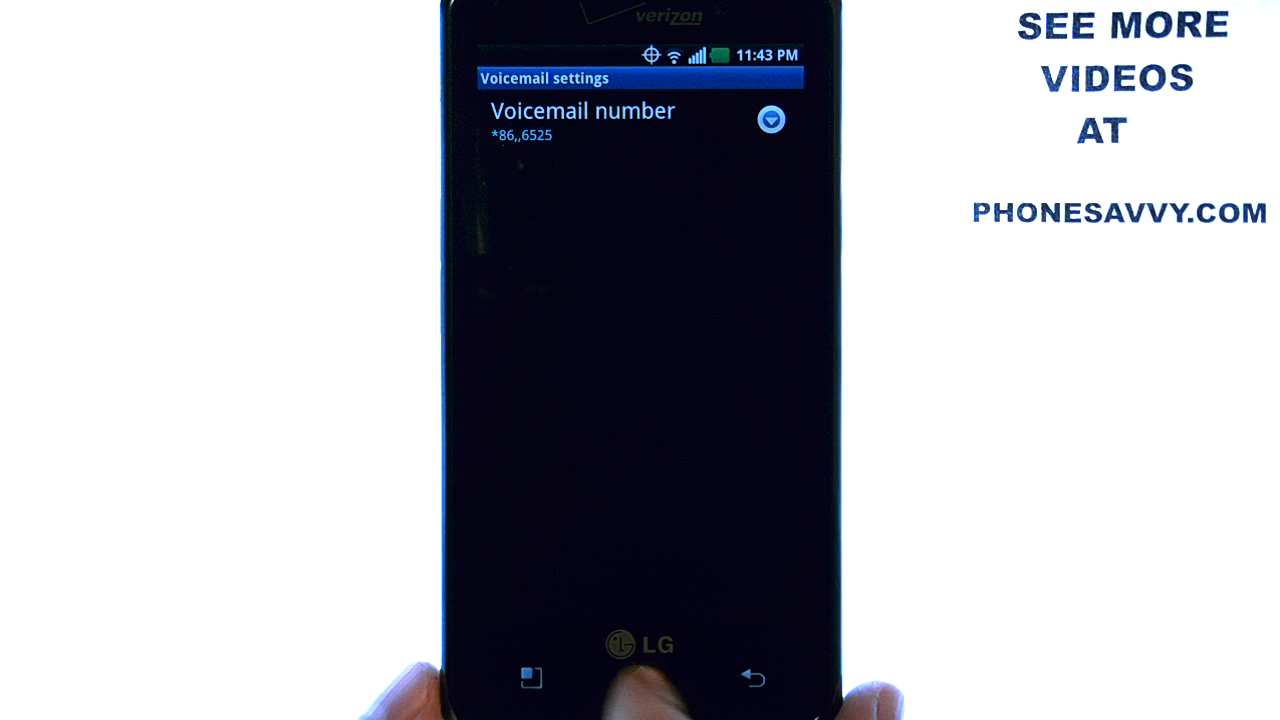 verizon
11:43 PM
Voicemail settings
Voicemail number
*86,,6525
LG
SEE MORE
VIDEOS
AT
PHONESAVVY.COM